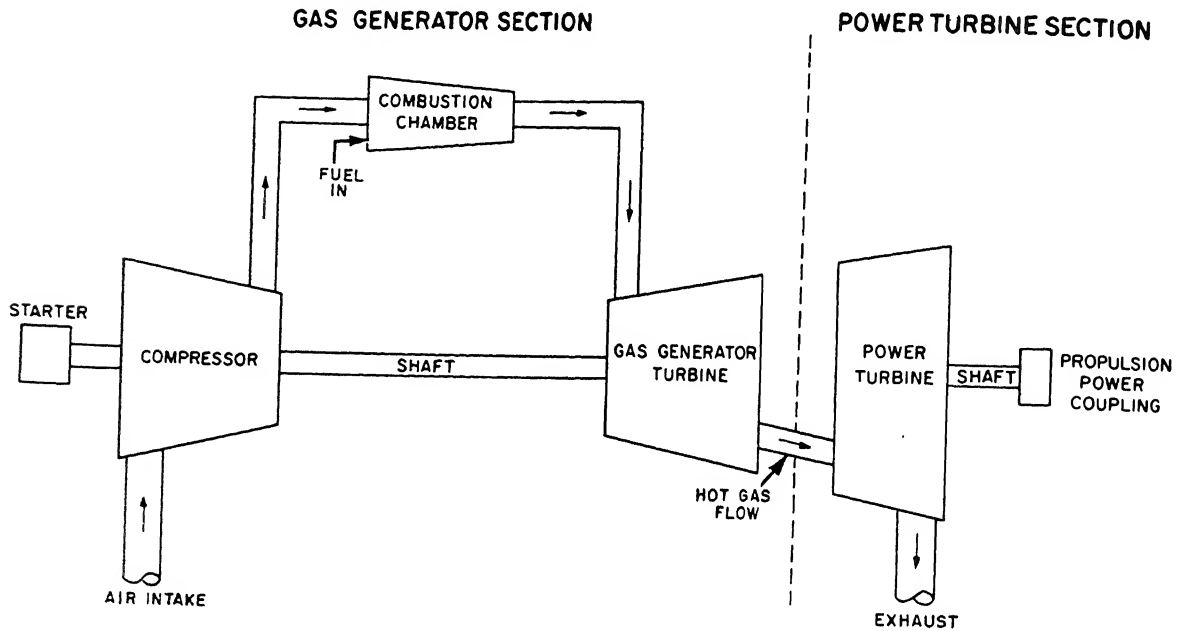 GAS GENERATOR SECTION
POWER TURBINE SECTION
COMBUSTION
CHAMBER
FUEL
IN
STARTER
COMPRESSOR
SHAFT
GAS GENERATOR
TURBINE
POWER
TURBINE
SHAFT
PROPULSION
POWER
COUPLING
HOT GAS
FLOW
AIR INTAKE
EXHAUST